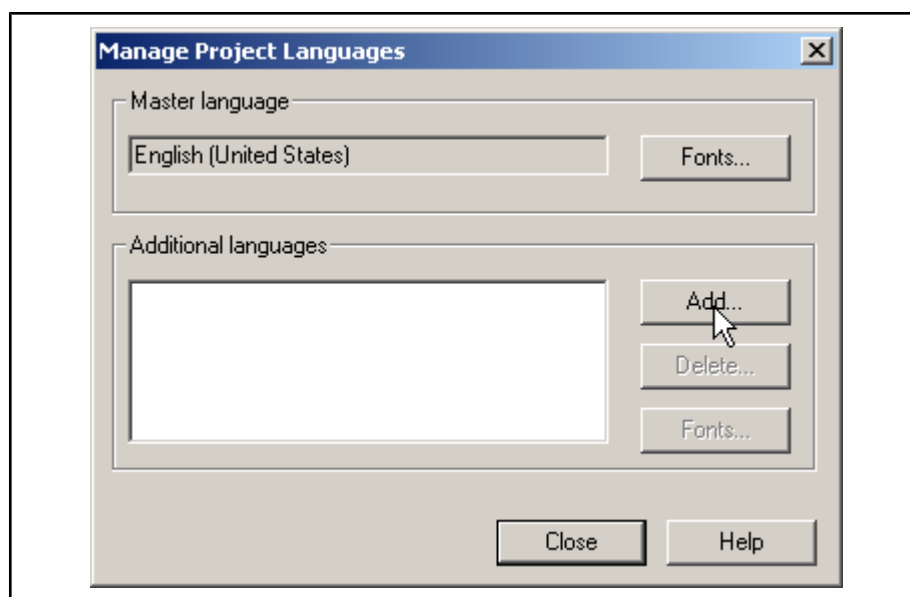 Manage Project Languages
Master language
English (United States)
Fonts...
Additional languages
Add...
Delete...
Fonts...
Close
Help